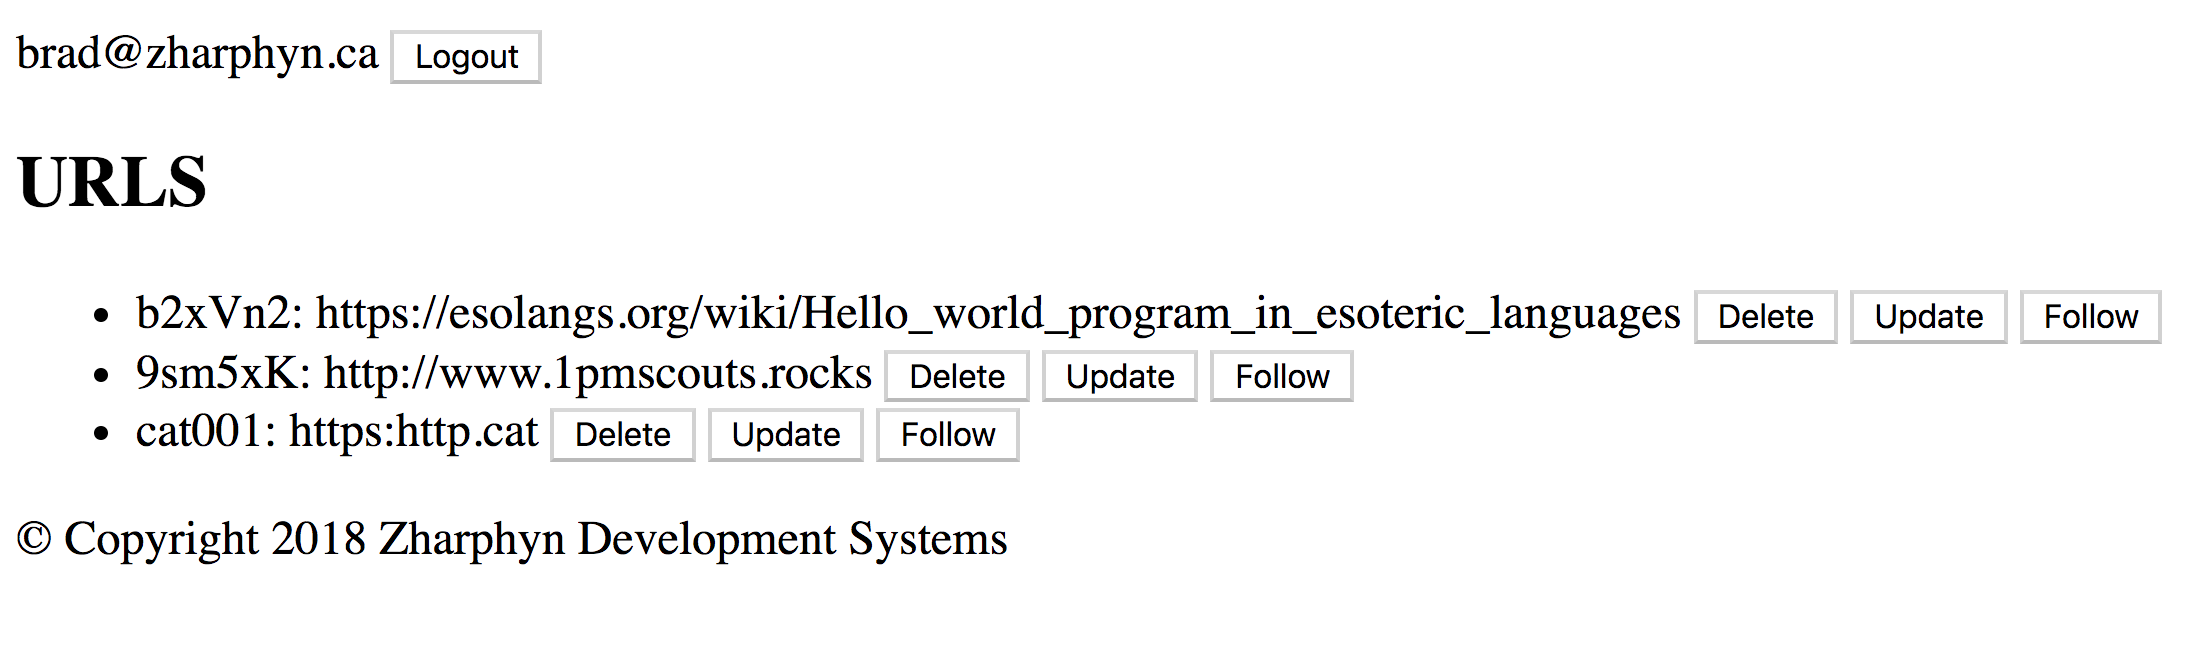 brad@zharphyn.ca Logout
URLS
• b2xVn2: https://esolangs.org/wiki/Hello_world_program_in_esoteric_languages Delete Update Follow
• 9sm5xK: http://www.1pmscouts.rocks Delete Update Follow
• cat001: https:http.cat Delete Update Follow
© Copyright 2018 Zharphyn Development Systems